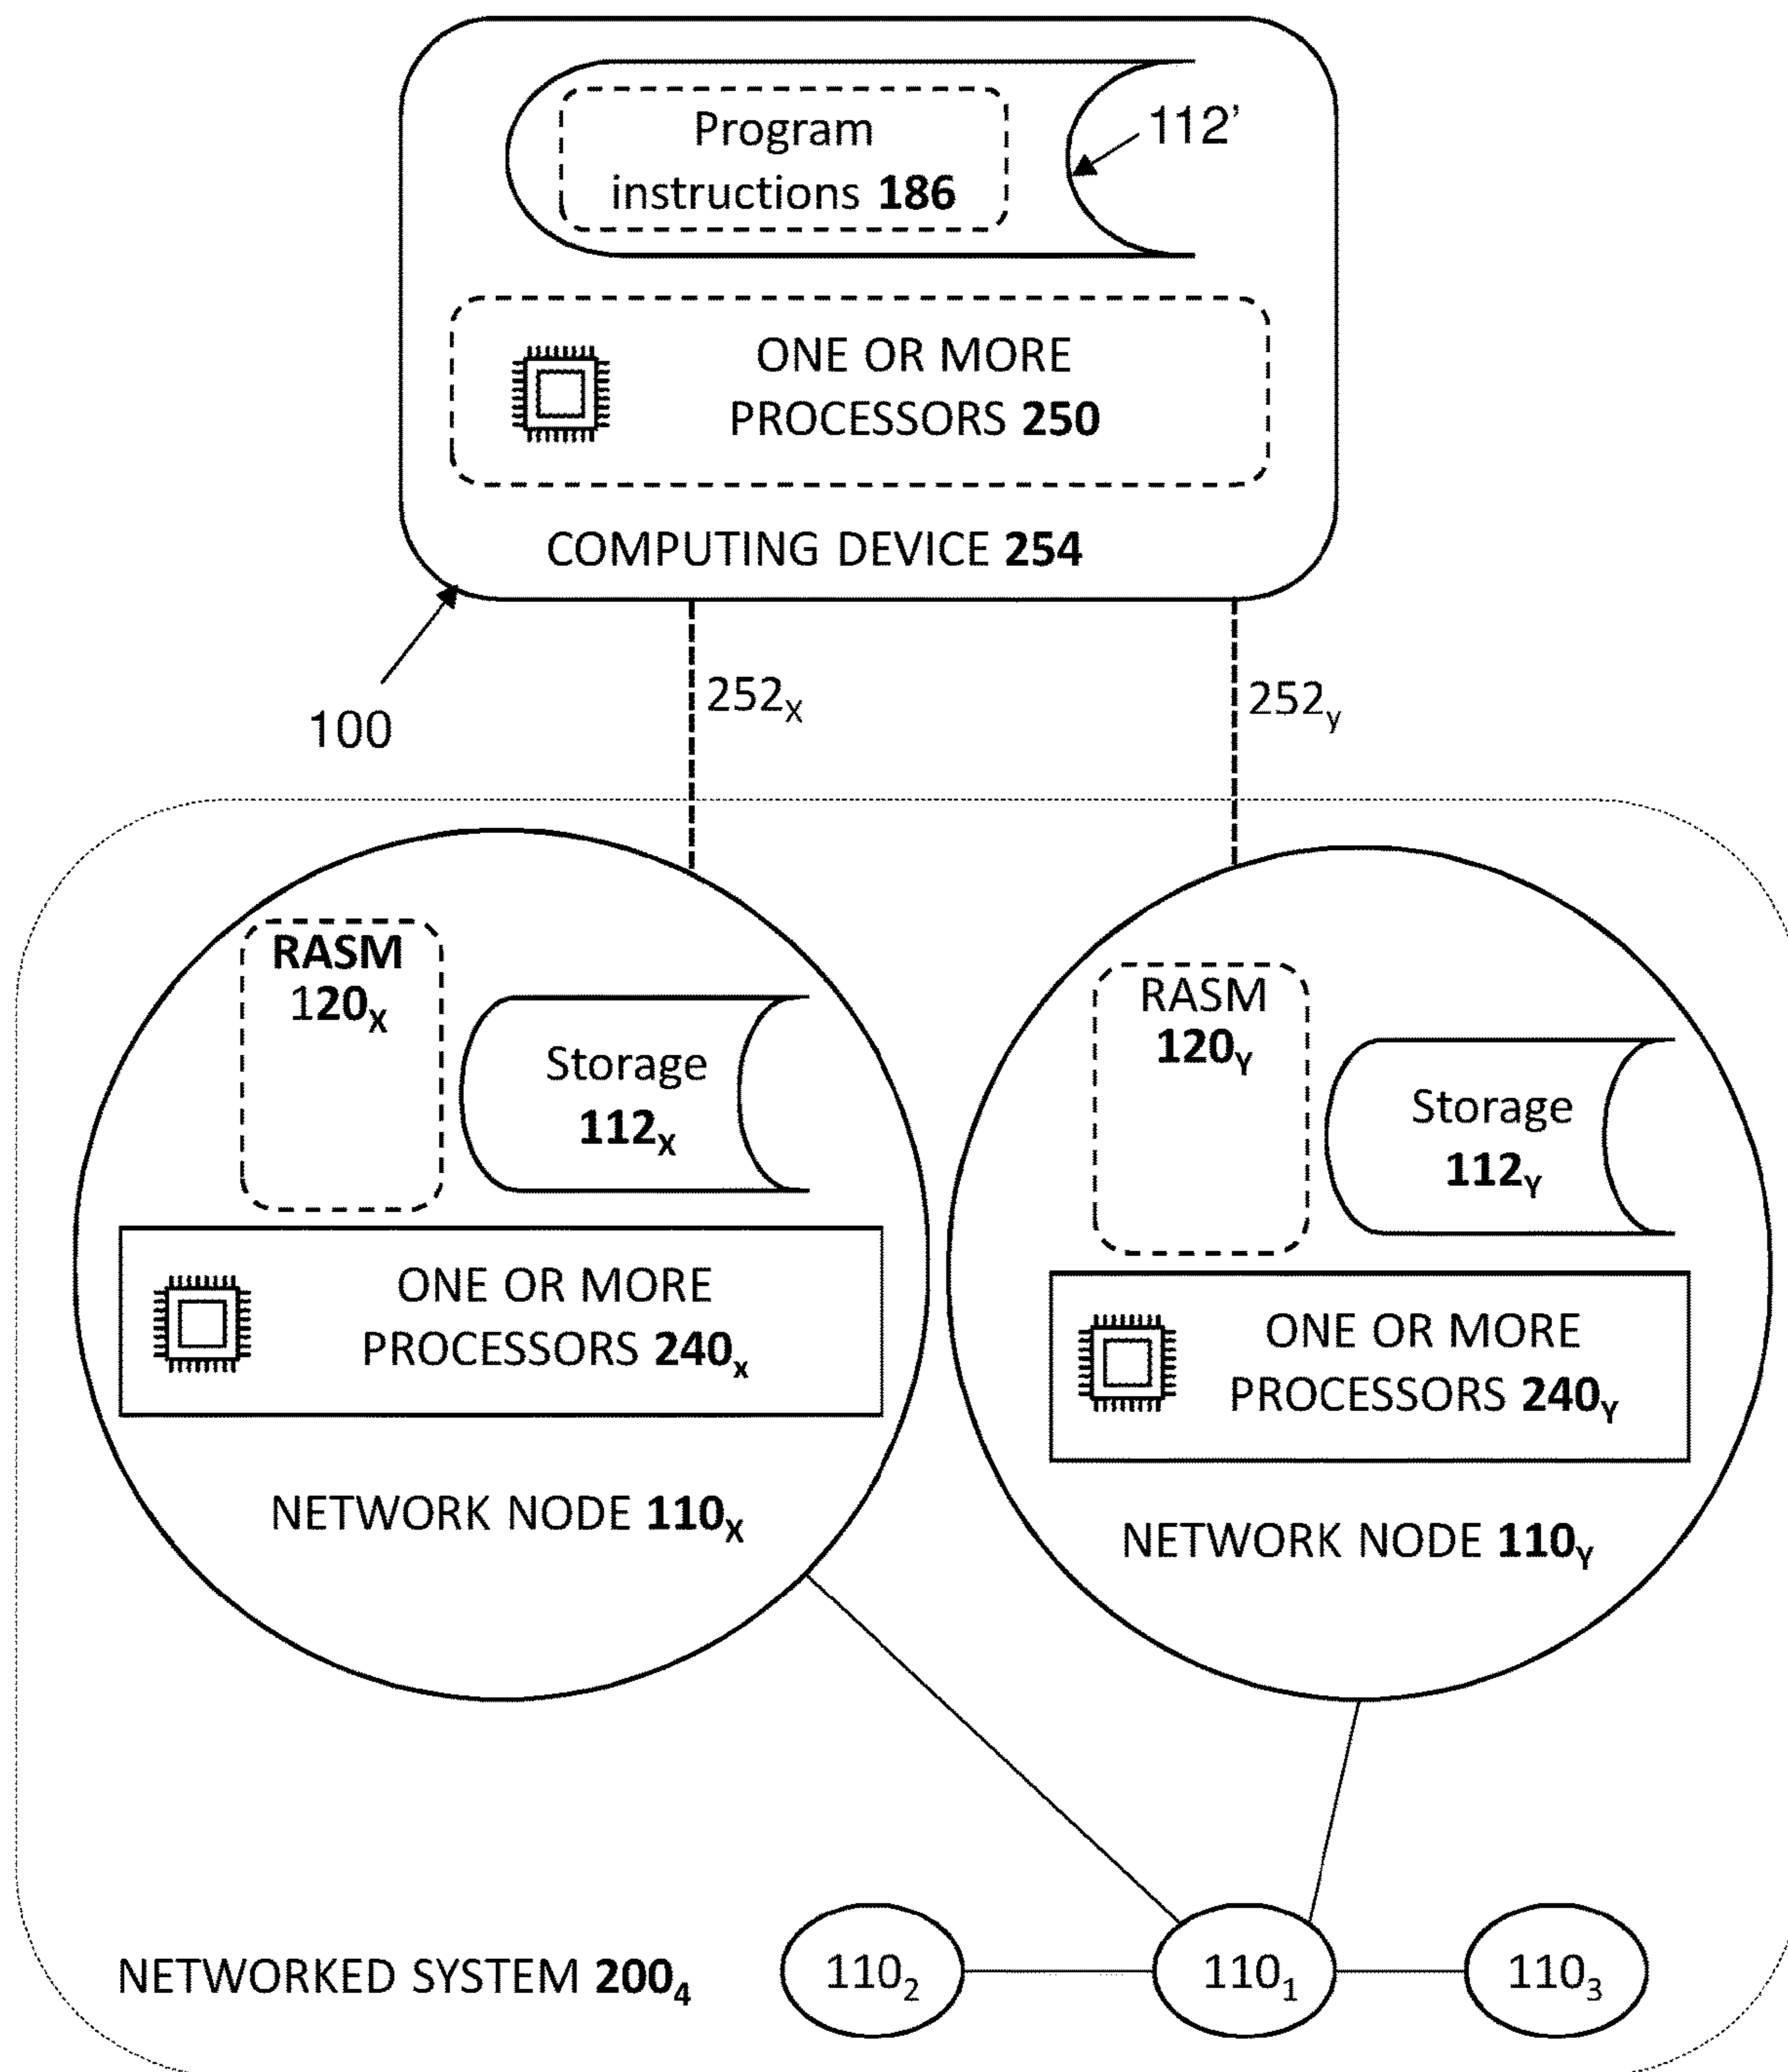 Program
instructions 186
112’
ONE OR MORE
PROCESSORS 250
COMPUTING DEVICE 254
100
252X
252y
RASM
120X
Storage
112X
ONE OR MORE
PROCESSORS 240x
NETWORK NODE 110X
RASM
120Y
Storage
112Y
ONE OR MORE
PROCESSORS 240Y
NETWORK NODE 110Y
NETWORKED SYSTEM 2004
1102
1101
1103